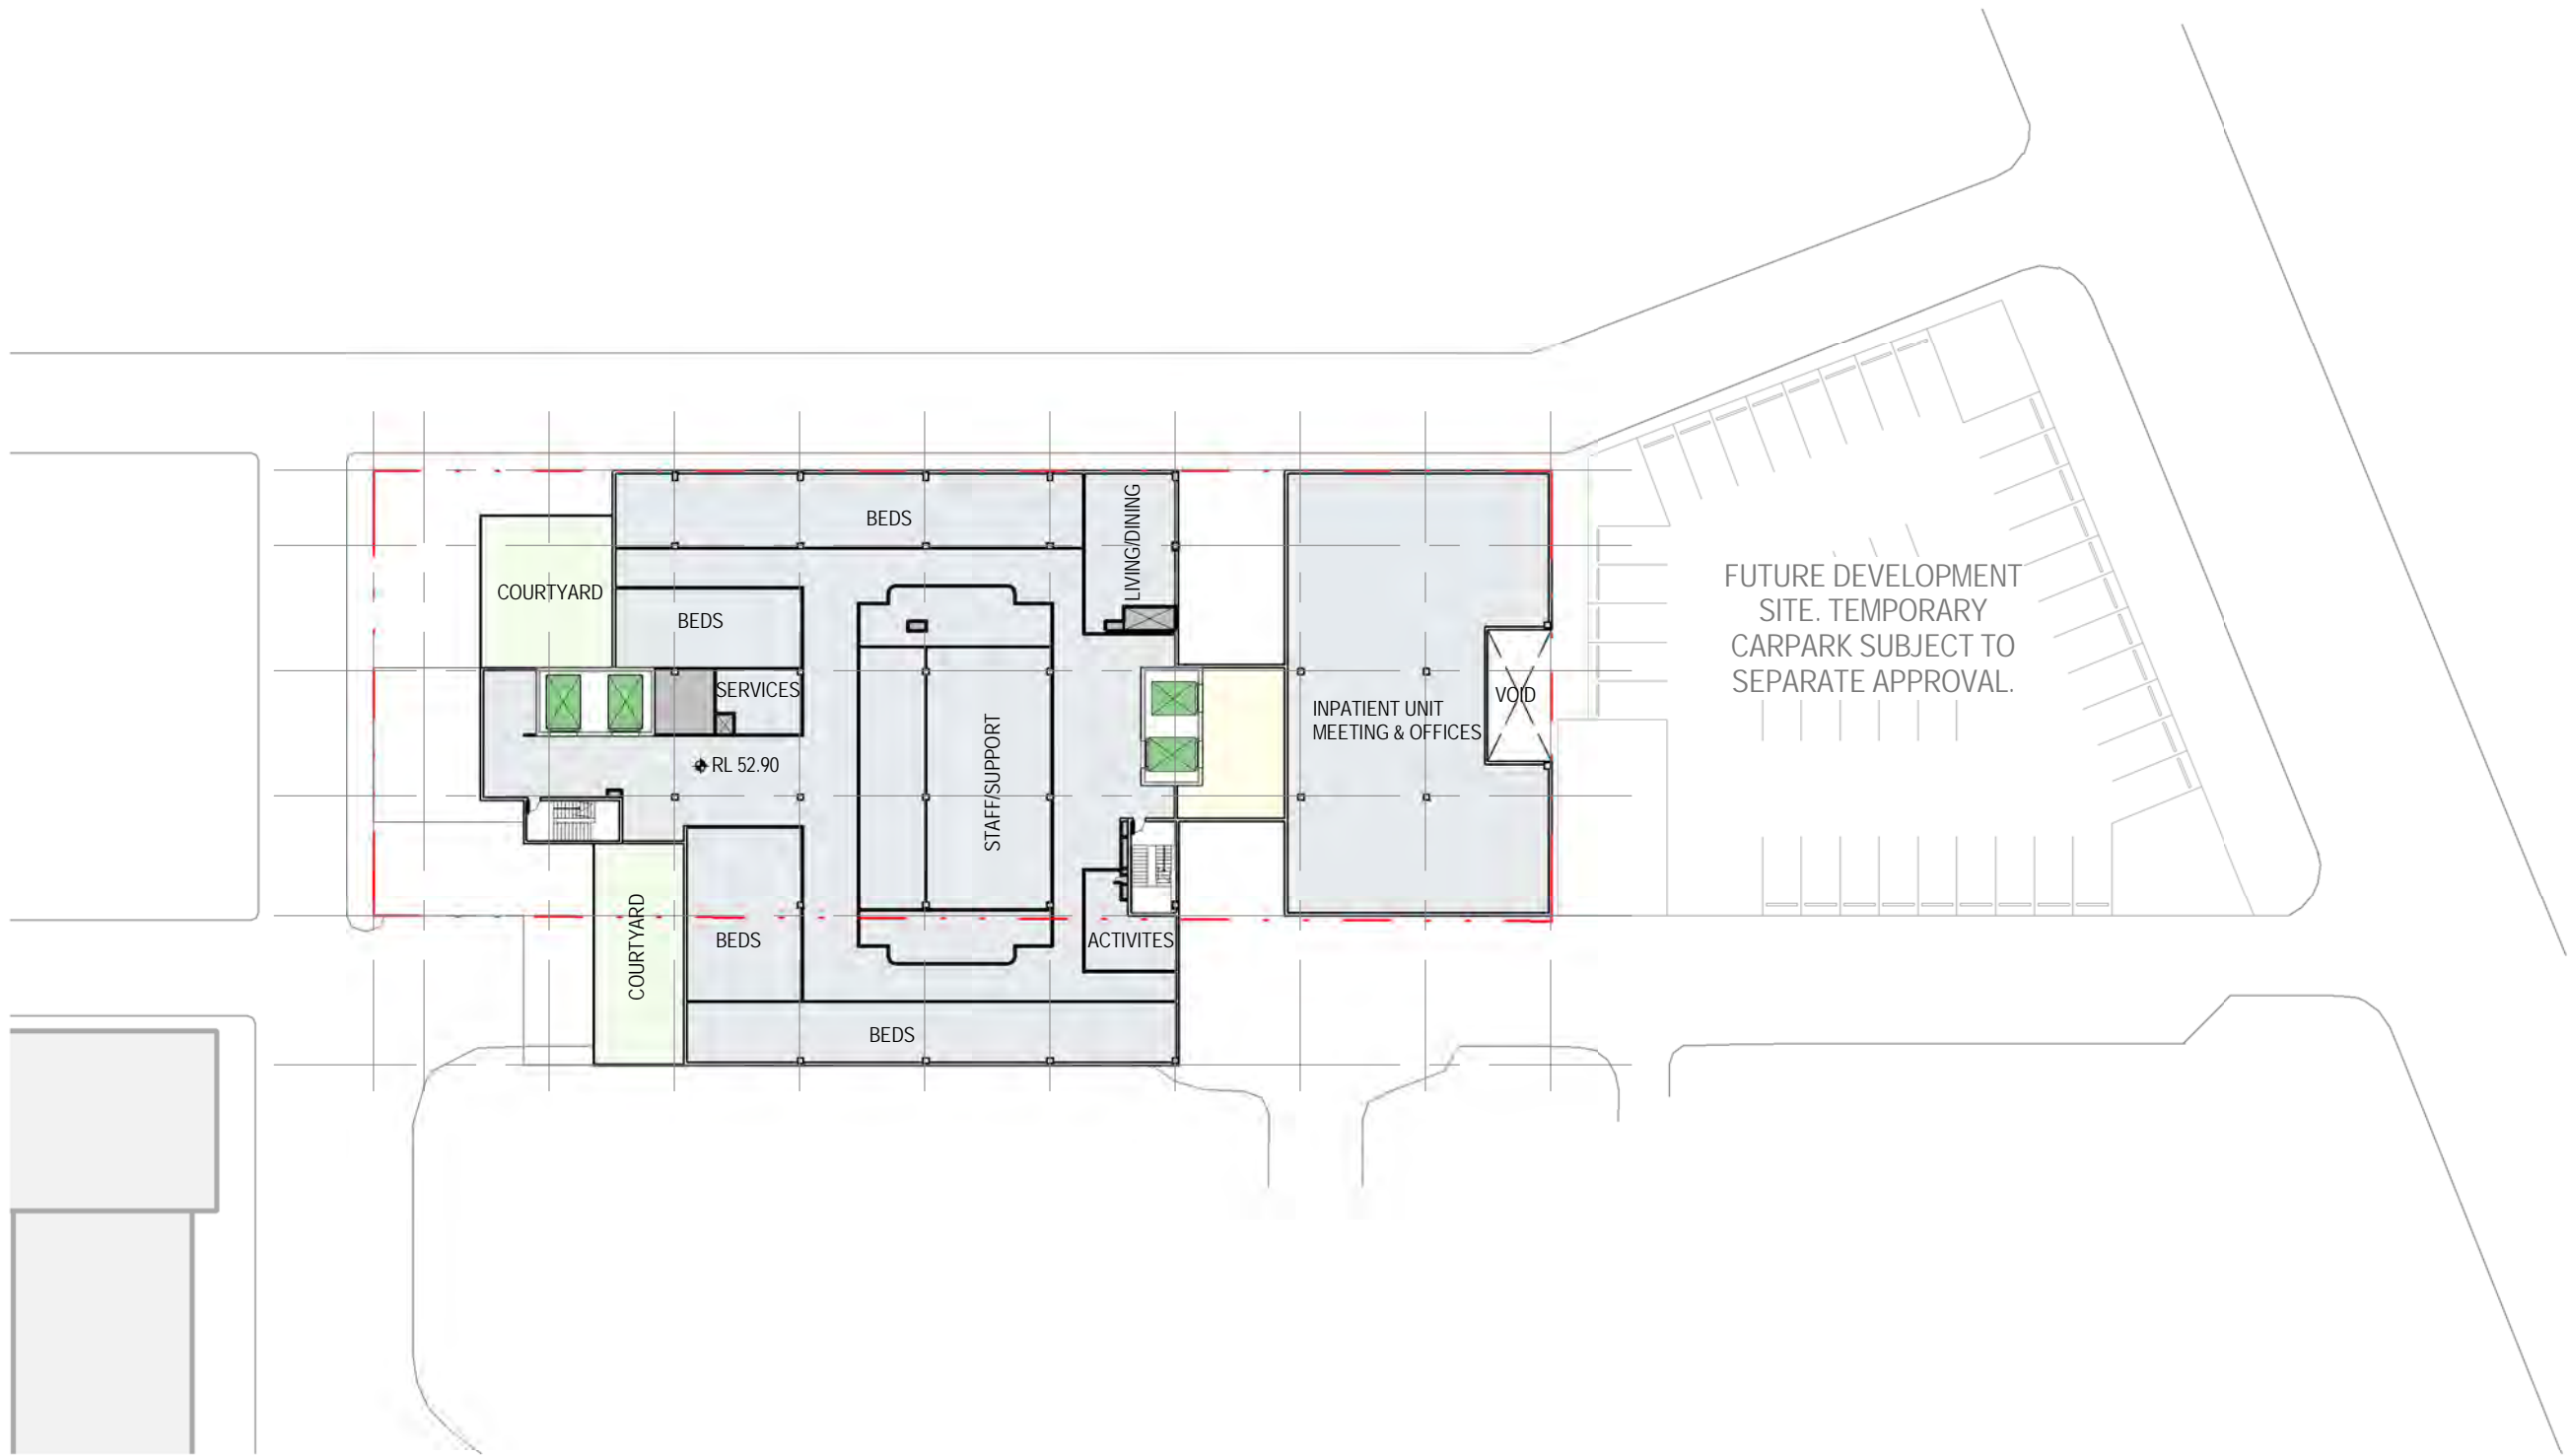 BEDS
LIVING/DINING
COURTYARD
BEDS
FUTURE DEVELOPMENT
SITE. TEMPORARY
CARPARK SUBJECT TO
SEPARATE APPROVAL.
SERVICES
VOID
INPATIENT UNIT
MEETING & OFFICES
STAFF/SUPPORT
RL 52.90
COURTYARD
BEDS
ACTIVITES
BEDS